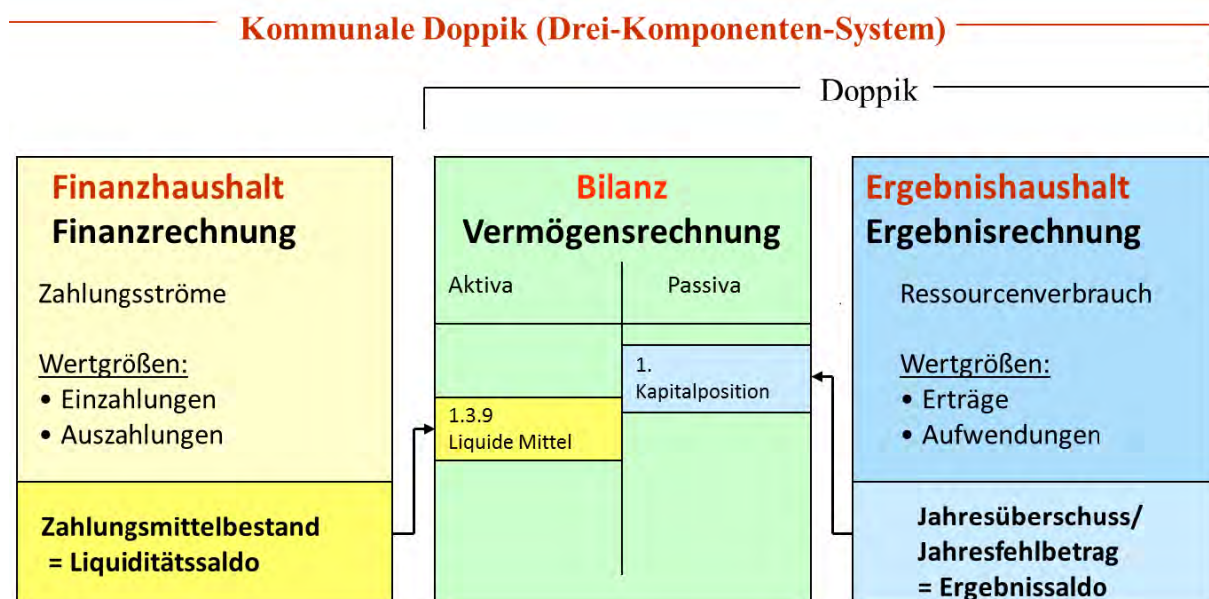 Kommunale Doppik (Drei-Komponenten-System)
Doppik
Finanzhaushalt
Finanzrechnung
Zahlungsströme
Wertgrößen:
• Einzahlungen
• Auszahlungen
Zahlungsmittelbestand
= Liquiditätssaldo
Bilanz
Vermögensrechnung
Aktiva
Passiva
1.
Kapitalposition
1.3.9
Liquide Mittel
Ergebnishaushalt
Ergebnisrechnung
Ressourcenverbrauch
Wertgrößen:
• Erträge
• Aufwendungen
Jahresüberschuss/
Jahresfehlbetrag
= Ergebnissaldo